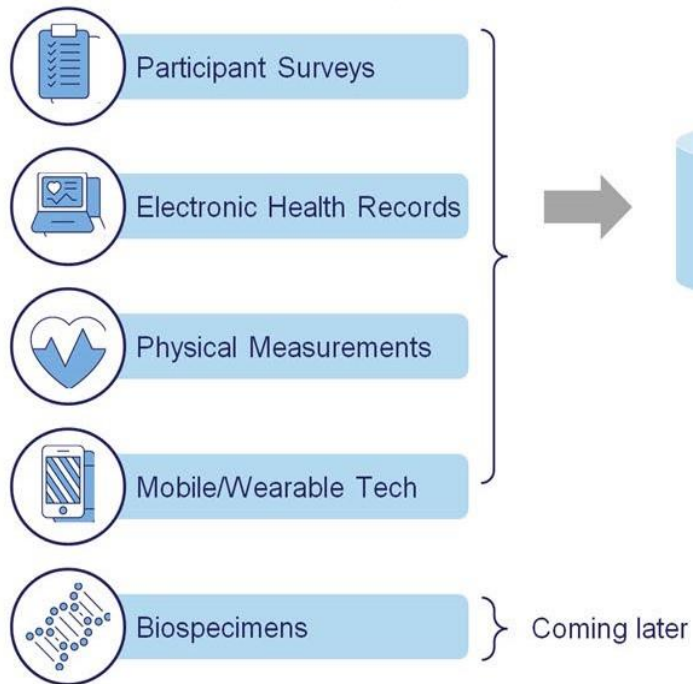 Participant Surveys
Electronic Health Records
Physical Measurements
Mobile/Wearable Tech
Biospecimens
Coming later